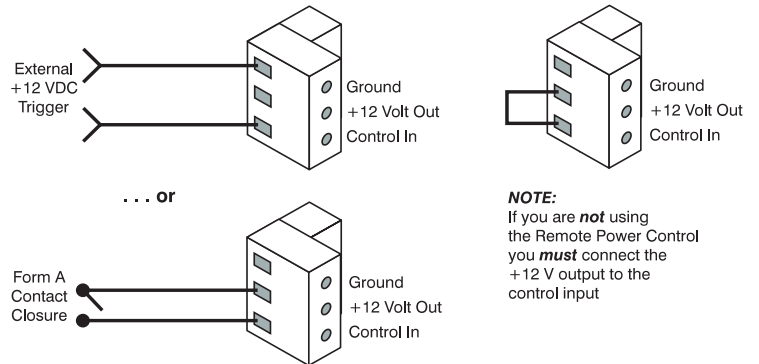 External
+12 VDC
Trigger
Ground
+12 Volt Out
Control In
Ground
+12 Volt Out
Control In
. . . or
NOTE:
If you are not using
the Remote Power Control
you must connect the
+12 V output to the
control input
Form A
Contact
Closure
Ground
+12 Volt Out
Control In